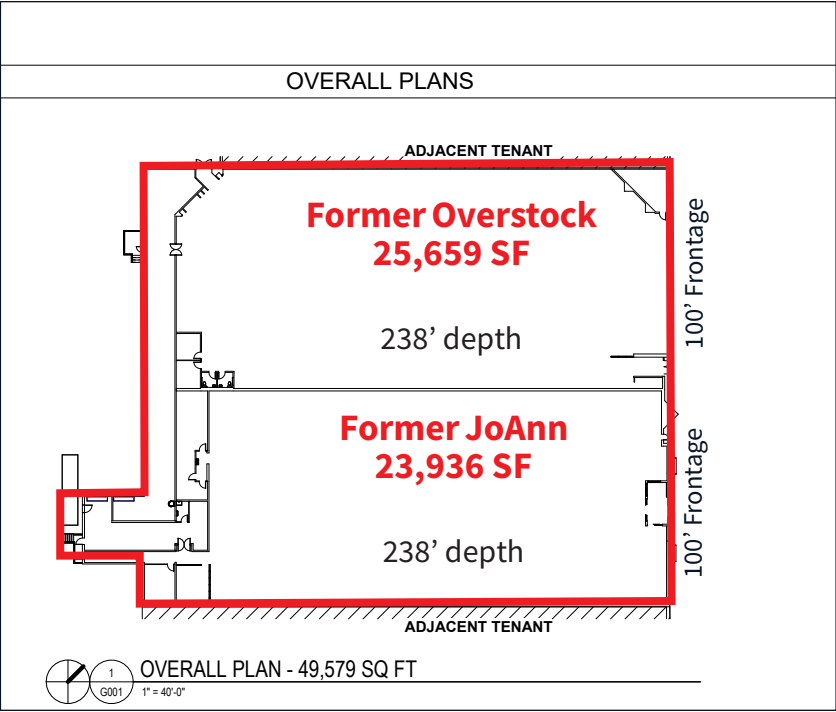 OVERALL PLANS
ADJACENT TENANT
Former Overstock
25,659 SF
100’ Frontage
238’ depth
Former JoAnn
23,936 SF
100’ Frontage
238’ depth
ADJACENT TENANT
1
G001
OVERALL PLAN - 49,579 SQ FT
1" = 40'-0"